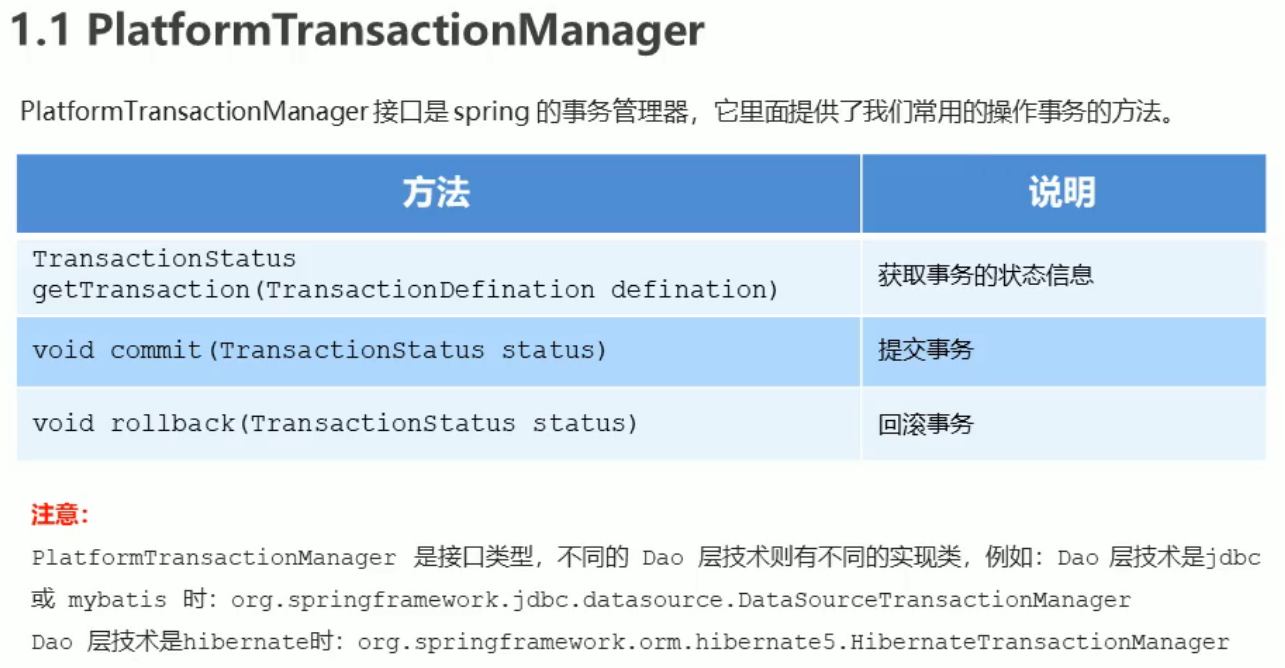 1.1 PlatformTransactionManager
PlatformTransactionManager 接口是 spring 的事务管理器，它里面提供了我们常用的操作事务的方法。
方法
说明
TransactionStatus
getTransaction(TransactionDefination defination)
获取事务的状态信息
void commit(TransactionStatus status)
提交事务
void rollback(TransactionStatus status)
回滚事务
注意：
PlatformTransactionManager 是接口类型，不同的 Dao 层技术则有不同的实现类，例如：Dao 层技术是jdbc
或 mybatis 时：org.springframework.jdbc.datasource.DataSourceTransactionManager
Dao 层技术是hibernate时：org.springframework.orm.hibernate5.HibernateTransactionManager